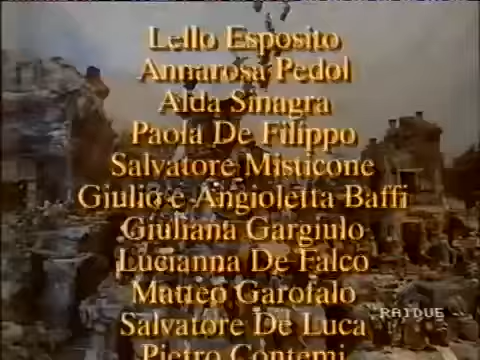 Lello Esposito
Annarosa Pedol
Alda Sinagra
Paola De Filippo
Salvatore Misticone
Giulio e Angioletta Baffi
Giuliana Gargiulo
Lucianna De Falco
Matteo Garofalo
RAIDUE
Salvatore De Luca
Pietro Contemi